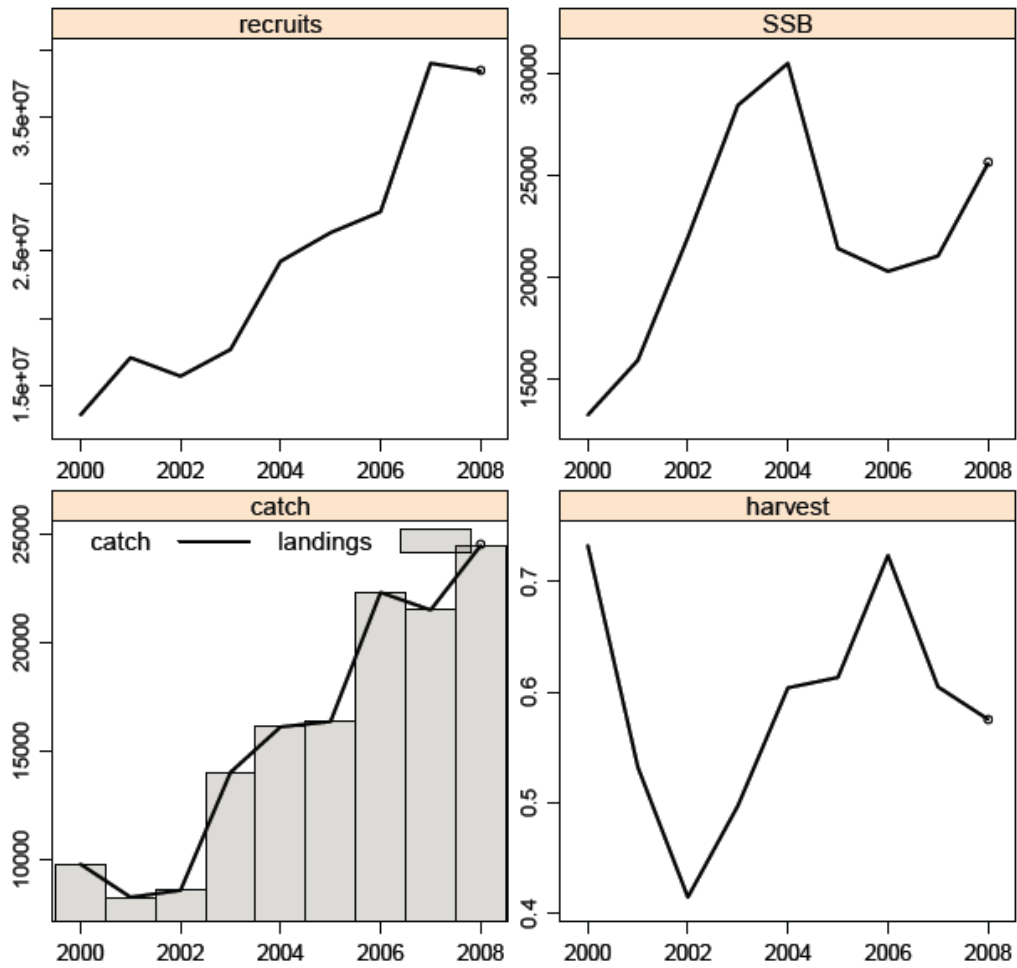 recruits
3.5e+07
2.5e+07
1.5e+07
2000 2002 2004 2006 2008
SSB
30000
25000
20000
15000
2000 2002 2004 2006 2008
catch
catch landings
25000
20000
15000
10000
2000 2002 2004 2006 2008
harvest
0.7
0.6
0.5
0.4
2000 2002 2004 2006 2008